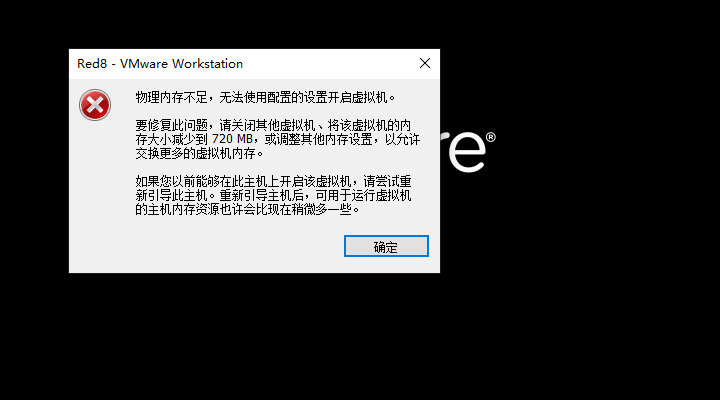 Red8 - VMware Workstation
物理内存不足，无法使用配置的设置开启虚拟机。
要修复此问题，请关闭其他虚拟机、将该虚拟机的内
存大小减少到 720 MB，或调整其他内存设置，以允许
交换更多的虚拟机内存。
如果您以前能够在此主机上开启该虚拟机，请尝试重
新引导此主机。重新引导主机后，可用于运行虚拟机
的主机内存资源也许会比现在稍微多一些。
re®
确定